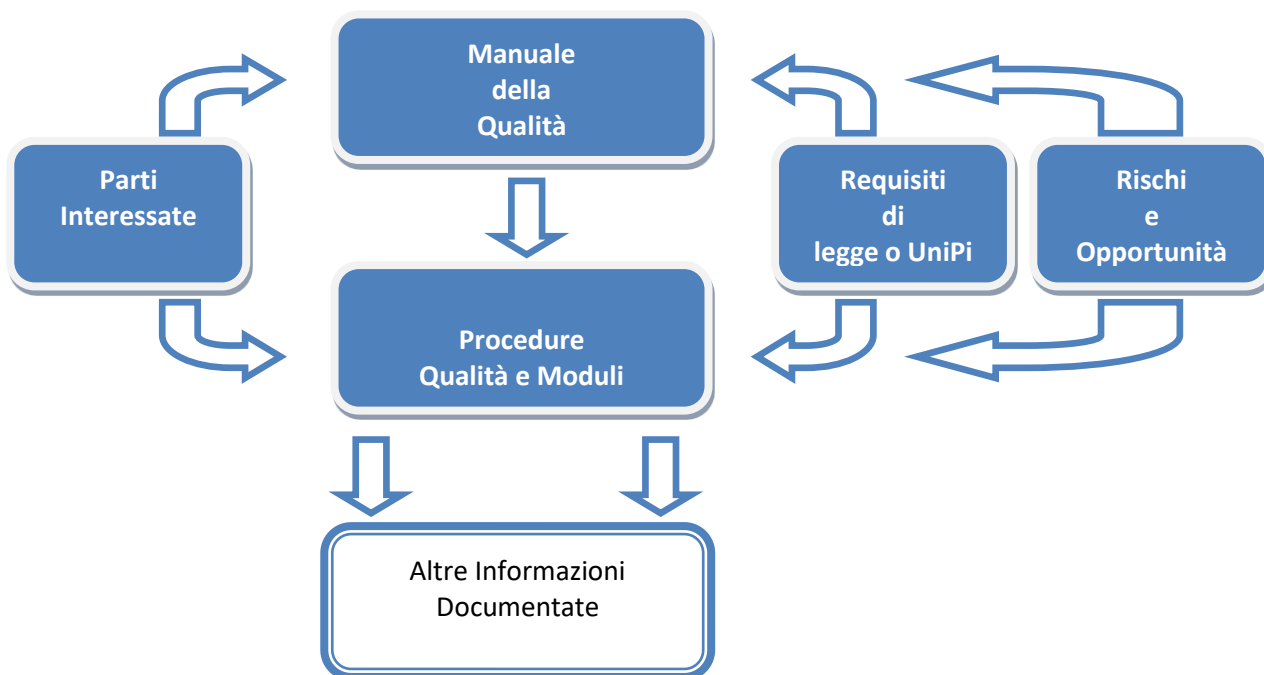 Manuale
della
Qualità
Parti
Interessate
Requisiti
di
legge o UniPi
Rischi
e
Opportunità
Procedure
Qualità e Moduli
Altre Informazioni
Documentate